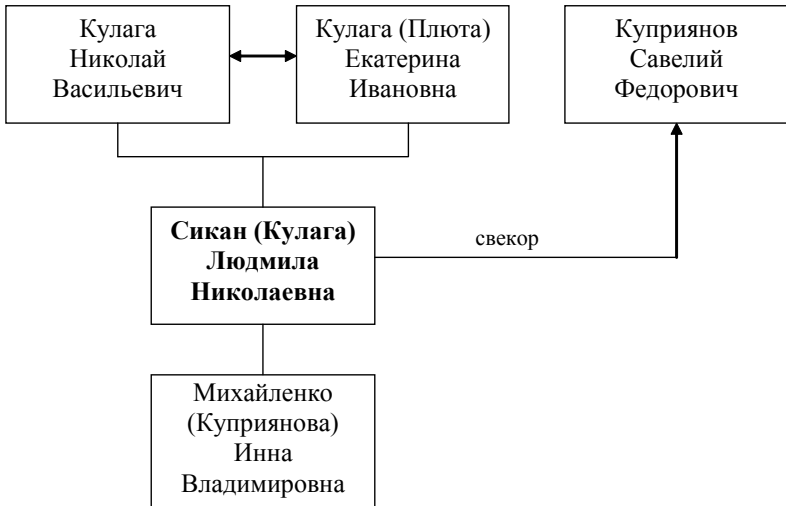 Кулага
Николай
Васильевич
Кулага (Плюта)
Екатерина
Ивановна
Куприянов
Савелий
Федорович
Сикан (Кулага)
Людмила
Николаевна
свекор
Михайленко
(Куприянова)
Инна
Владимировна